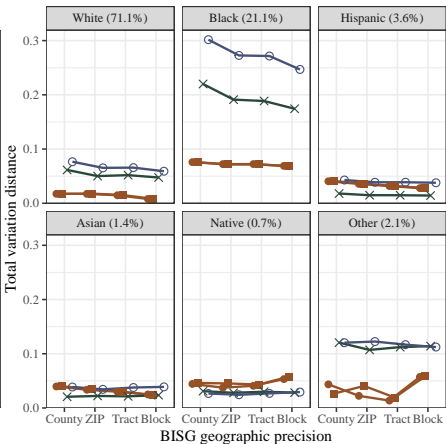 White (71.1%) Black (21.1%) Hispanic (3.6%)
0.3
0.2
0.1
0.0
Asian (1.4%) Native (0.7%) Other (2.1%)
0.3
0.2
0.1
0.0
Total variation distance
County ZIP Tract Block County ZIP Tract Block County ZIP Tract Block
BISG geographic precision